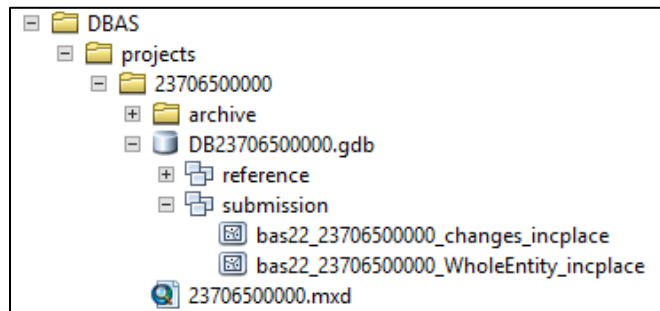 DBAS
projects
23706500000
archive
DB23706500000.gdb
reference
submission
bas22_23706500000_changes_incplace
bas22_23706500000_WholeEntity_incplace
23706500000.mxd